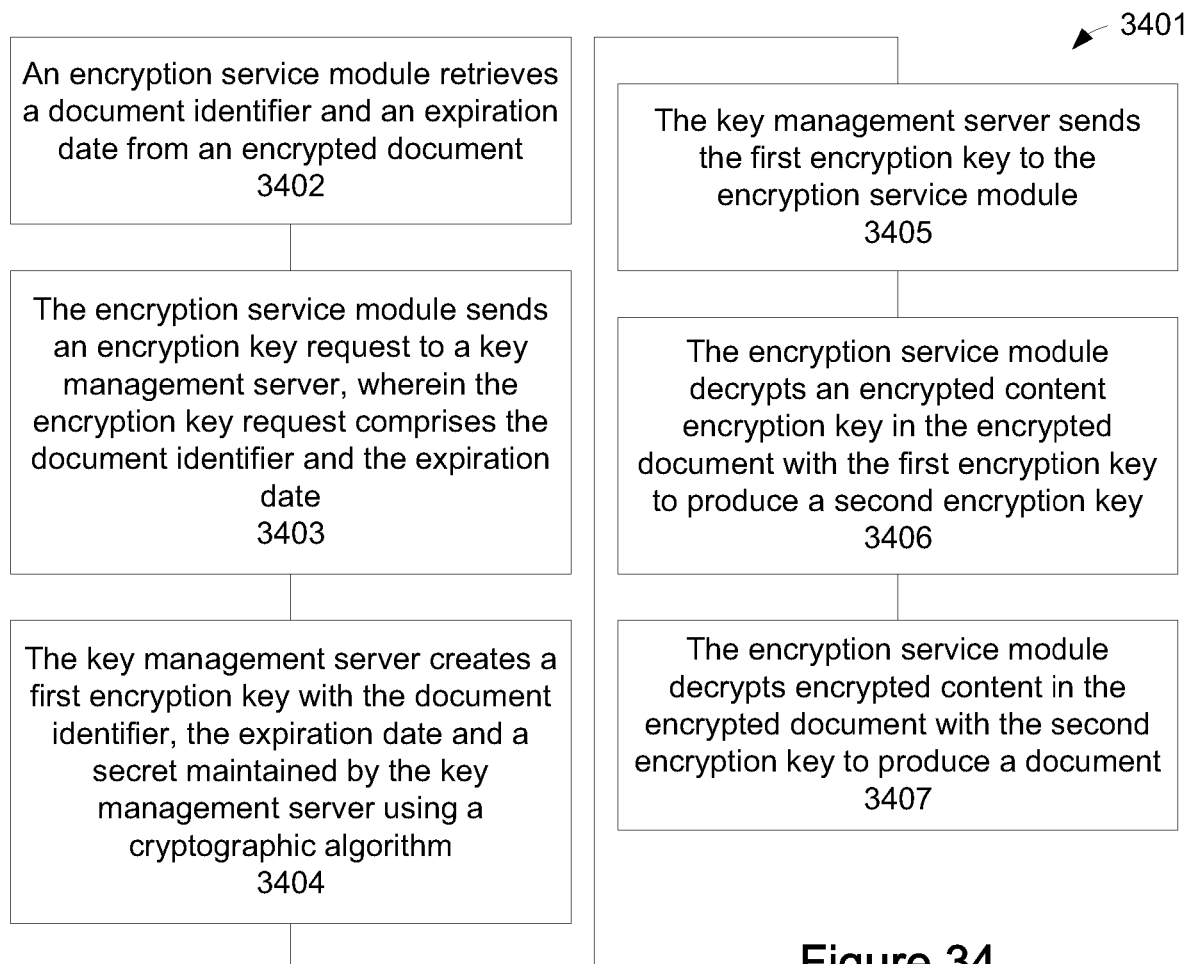 3401
An encryption service module retrieves
a document identifier and an expiration
date from an encrypted document
3402
The encryption service module sends
an encryption key request to a key
management server, wherein the
encryption key request comprises the
document identifier and the expiration
date
3403
The key management server creates a
first encryption key with the document
identifier, the expiration date and a
secret maintained by the key
management server using a
cryptographic algorithm
3404
The key management server sends
the first encryption key to the
encryption service module
3405
The encryption service module
decrypts an encrypted content
encryption key in the encrypted
document with the first encryption key
to produce a second encryption key
3406
The encryption service module
decrypts encrypted content in the
encrypted document with the second
encryption key to produce a document
3407
Figure 34